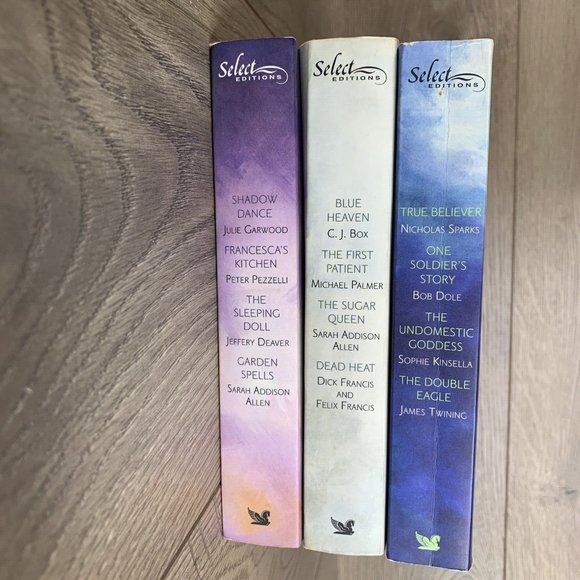 Select
EDITIONS
SHADOW
DANCE
JULIE GARWOOD
FRANCESCA'S
KITCHEN
PETER PEZZELLI
THE
SLEEPING
DOLL
JEFFERY DEAVER
GARDEN
SPELLS
SARAH ADDISON
ALLEN
Select
EDITIONS
BLUE
HEAVEN
C. J. BOX
THE FIRST
PATIENT
MICHAEL PALMER
THE SUGAR
QUEEN
SARAH ADDISON
ALLEN
DEAD HEAT
DICK FRANCIS
AND
FELIX FRANCIS
Select
EDITIONS
TRUE BELIEVER
NICHOLAS SPARKS
ONE
SOLDIER'S
STORY
BOB DOLE
THE
UNDOMESTIC
GODDESS
SOPHIE KINSELLA
THE DOUBLE
EAGLE
JAMES TWINING